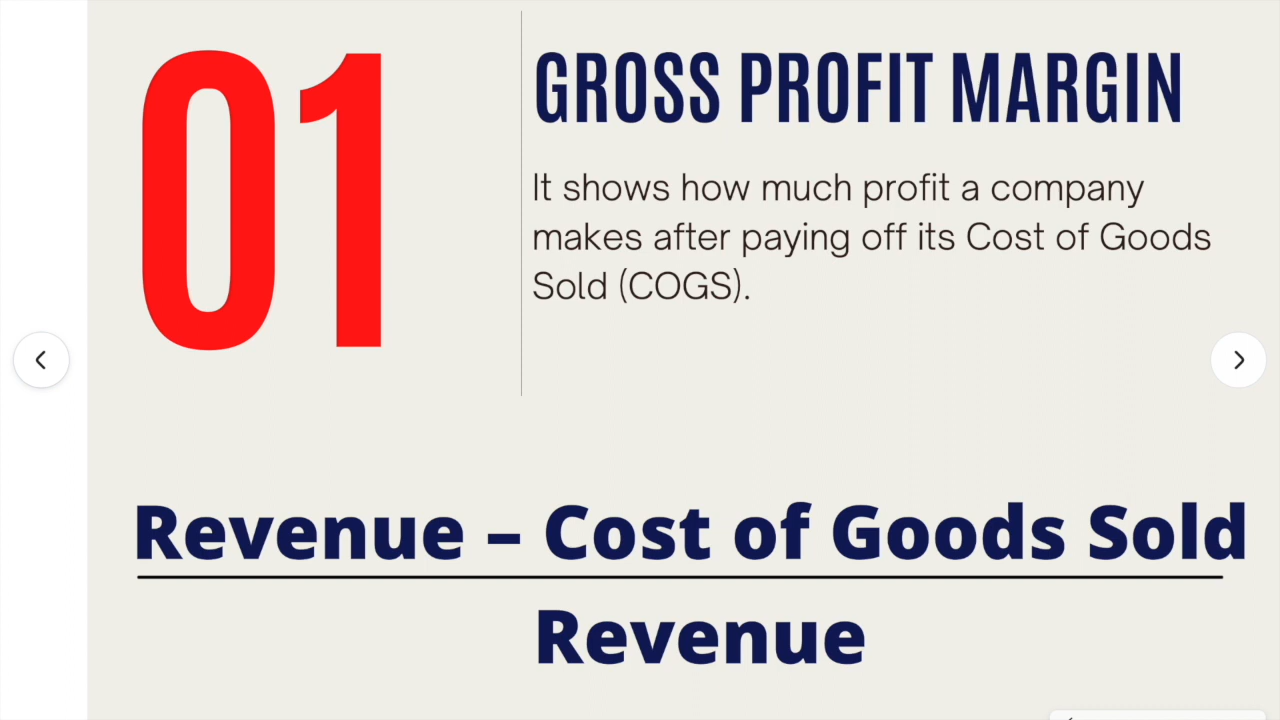 01
GROSS PROFIT MARGIN
It shows how much profit a company
makes after paying off its Cost of Goods
Sold (COGS).
Revenue – Cost of Goods Sold
Revenue